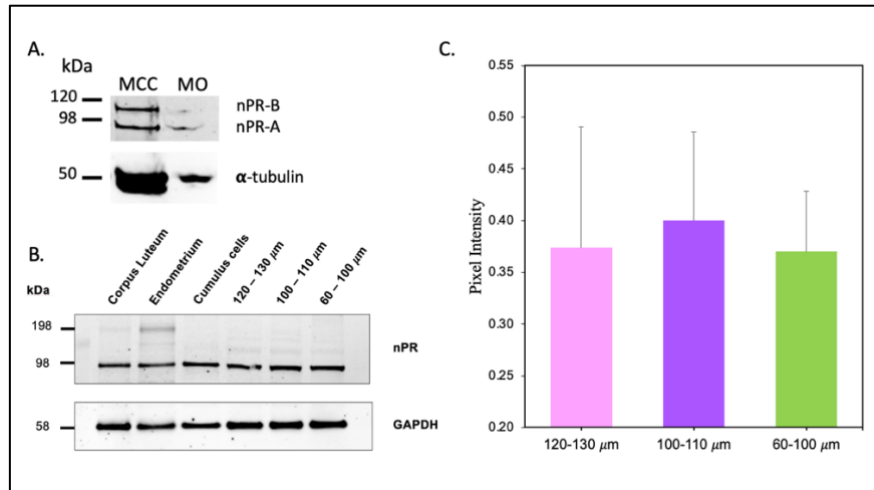 A.
kDa
MCC MO
120
98
nPR-B
nPR-A
50
α-tubulin
B.
kDa
Corpus Luteum
Endometrium
Cumulus cells
120 – 130 µm
100 – 110 µm
60 – 100 µm
198
98
nPR
58
GAPDH
C.
Pixel Intensity
0.55
0.50
0.45
0.40
0.35
0.30
0.25
0.20
120-130 µm
100-110 µm
60-100 µm